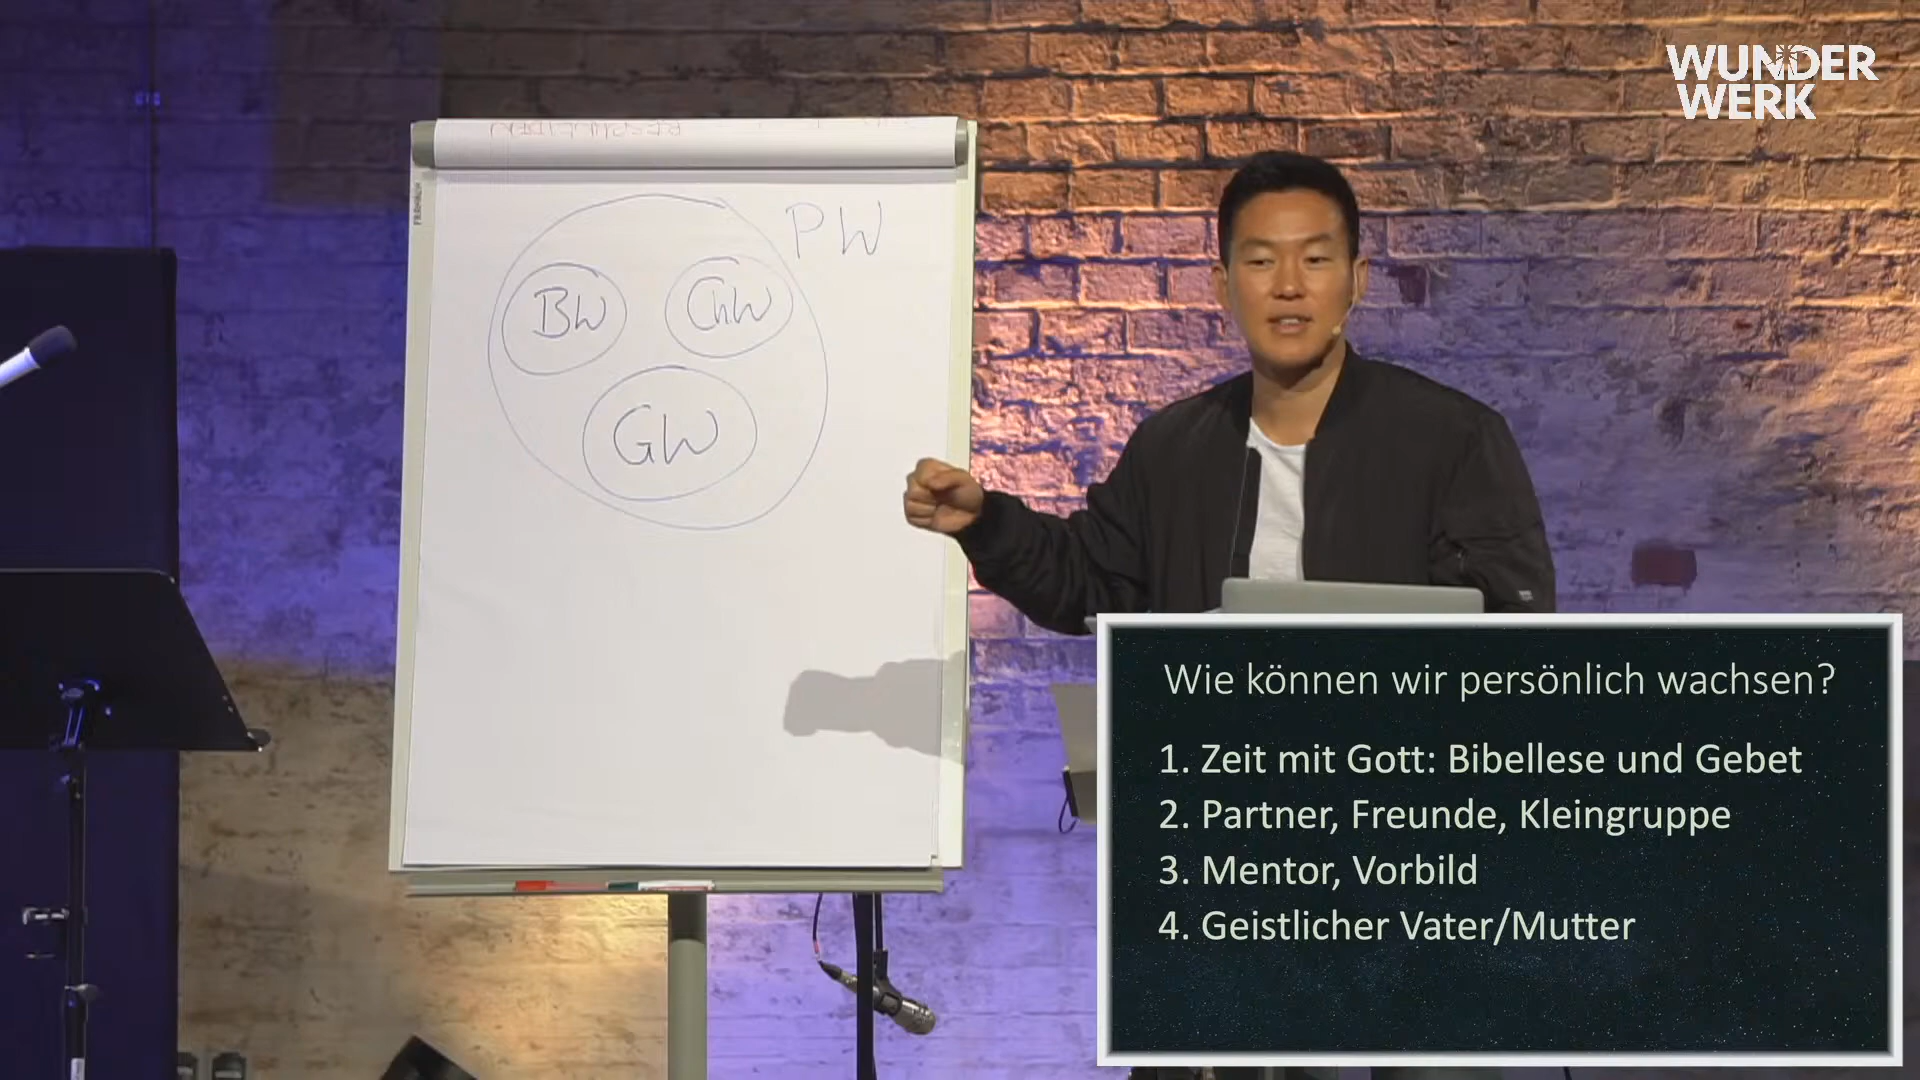 WUNDER
WERK
PW
BW
ChW
GW
Wie können wir persönlich wachsen?
1. Zeit mit Gott: Bibellese und Gebet
2. Partner, Freunde, Kleingruppe
3. Mentor, Vorbild
4. Geistlicher Vater/Mutter